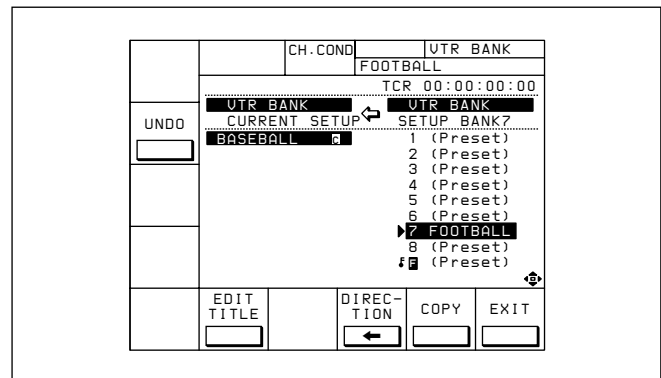 CH.COND VTR BANK
FOOTBALL
TCR 00:00:00:00
VTR BANK VTR BANK
UNDO CURRENT SETUP SETUP BANK7
BASEBALL C 1 (Preset)
2 (Preset)
3 (Preset)
4 (Preset)
5 (Preset)
6 (Preset)
7 FOOTBALL
8 (Preset)
F (Preset)
EDIT TITLE
DIREC-TION
COPY
EXIT